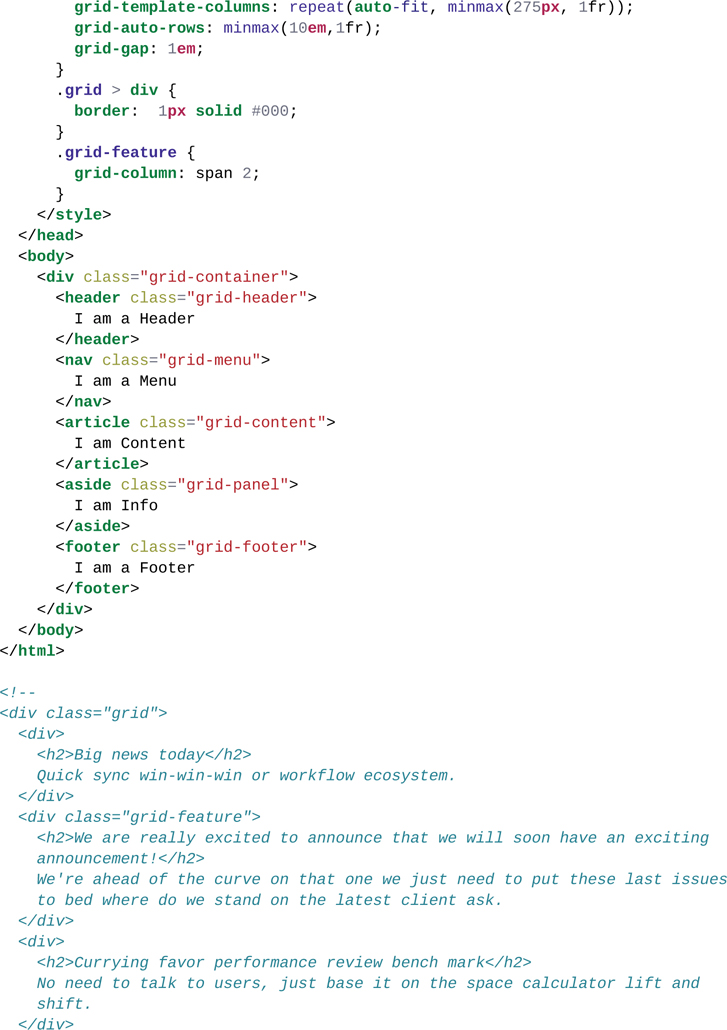 grid-template-columns: repeat(auto-fit, minmax(275px, 1fr));
        grid-auto-rows: minmax(10em,1fr);
        grid-gap: 1em;
      }
      .grid > div {
        border:  1px solid #000;
      }
      .grid-feature {
        grid-column: span 2;
      }
    </style>
  </head>
  <body>
    <div class="grid-container">
      <header class="grid-header">
        I am a Header
      </header>
      <nav class="grid-menu">
        I am a Menu
      </nav>
      <article class="grid-content">
        I am Content
      </article>
      <aside class="grid-panel">
        I am Info
      </aside>
      <footer class="grid-footer">
        I am a Footer
      </footer>
    </div>
  </body>
</html>

<!--
<div class="grid">
  <div>
    <h2>Big news today</h2>
    Quick sync win-win-win or workflow ecosystem.
  </div>
  <div class="grid-feature">
    <h2>We are really excited to announce that we will soon have an exciting
    announcement!</h2>
    We're ahead of the curve on that one we just need to put these last issues
    to bed where do we stand on the latest client ask.
  </div>
  <div>
    <h2>Currying favor performance review bench mark</h2>
    No need to talk to users, just base it on the space calculator lift and
    shift.
  </div>